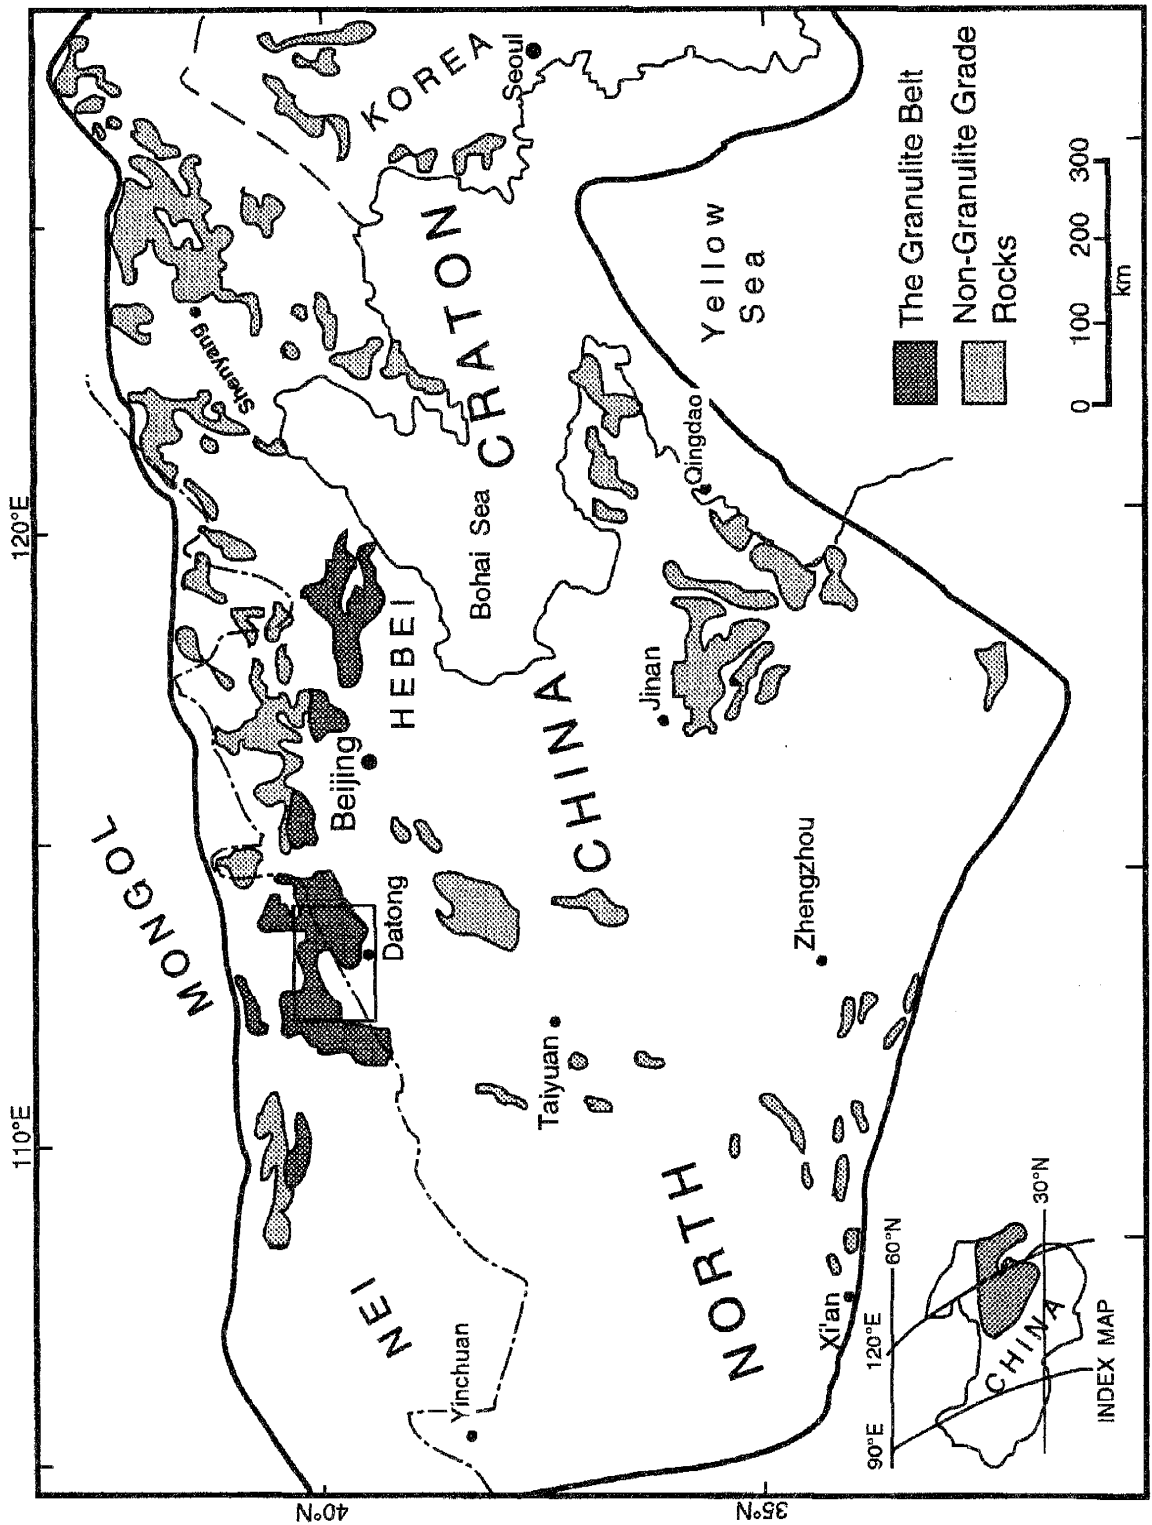 110°E
120°E
40°N
35°N
MONGOL
NEI
KOREA
Seoul
Shenyang
HEBEI
Beijing
Datong
Bohai Sea
Yinchuan
Taiyuan
Jinan
Qingdao
Yellow
Sea
Zhengzhou
Xi'an
NORTH CHINA CRATON
The Granulite Belt
Non-Granulite Grade
Rocks
0 100 200 300
km
90°E
120°E
60°N
30°N
CHINA
INDEX MAP